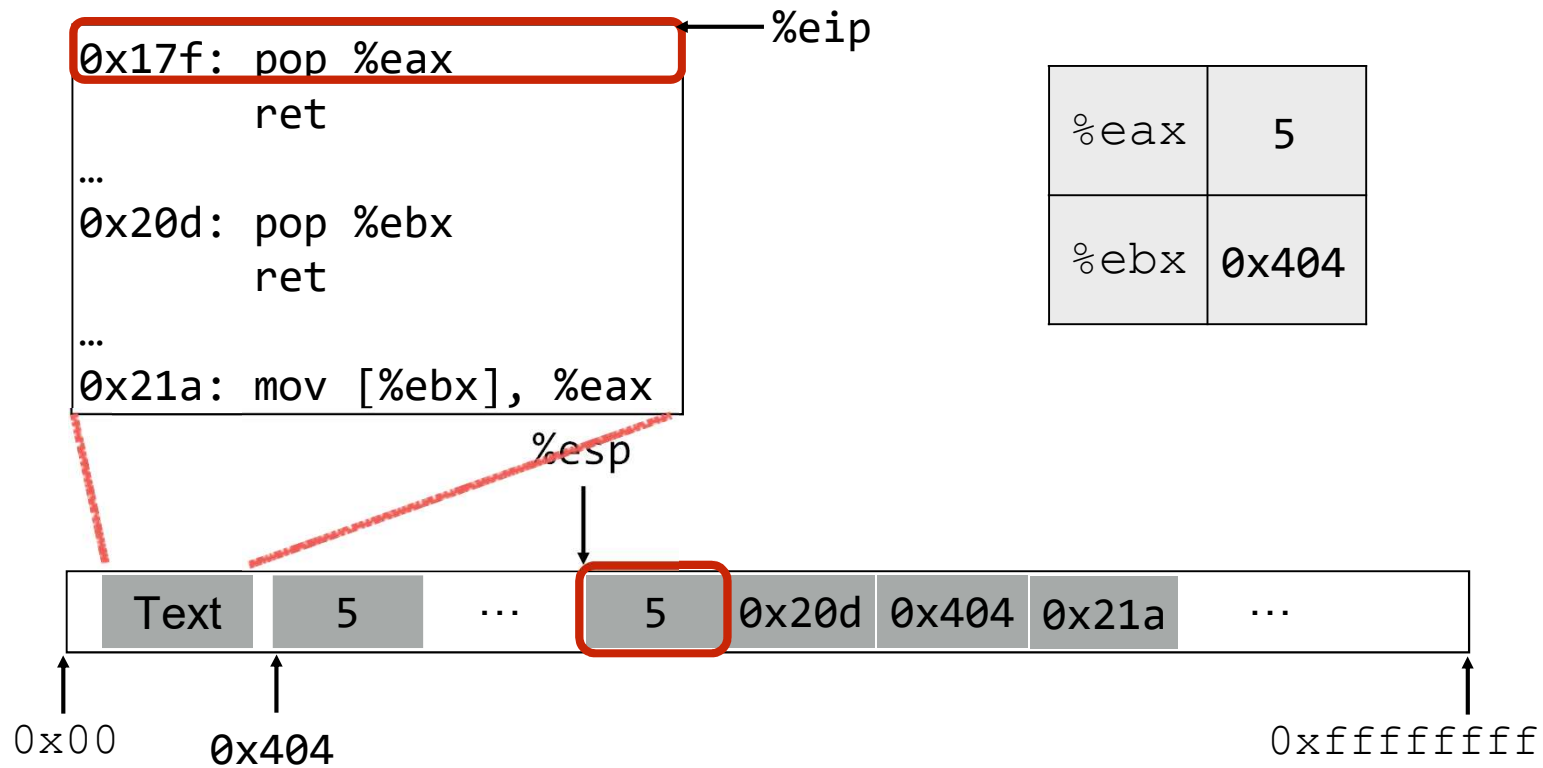 %eip
0x17f: pop %eax
ret
…
0x20d: pop %ebx
ret
…
0x21a: mov [%ebx], %eax
%eax 5
%ebx 0x404
%esp
Text 5 ... 5 0x20d 0x404 0x21a ...
0x00 0x404 0xffffffff